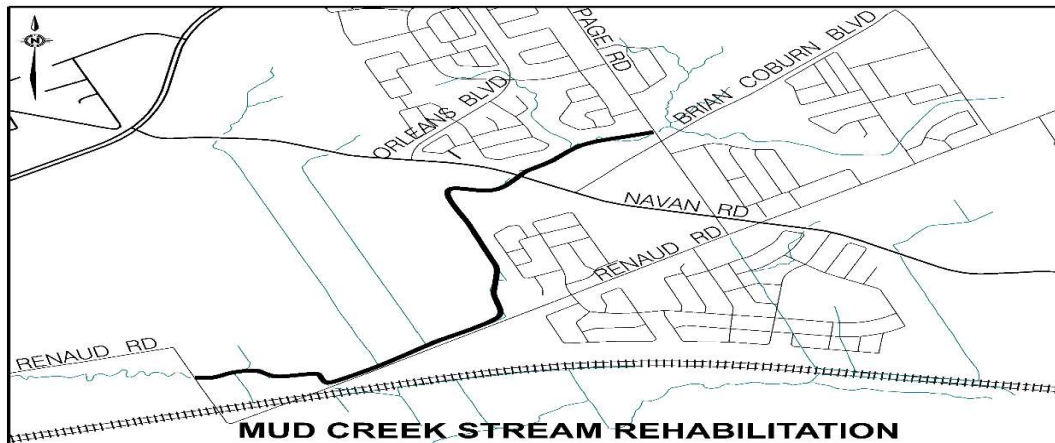 N
PAGE RD
BRIAN COBURN BLVD
ORLEANS BLVD
NAVAN RD
RENAUD RD
RENAUD RD
MUD CREEK STREAM REHABILITATION